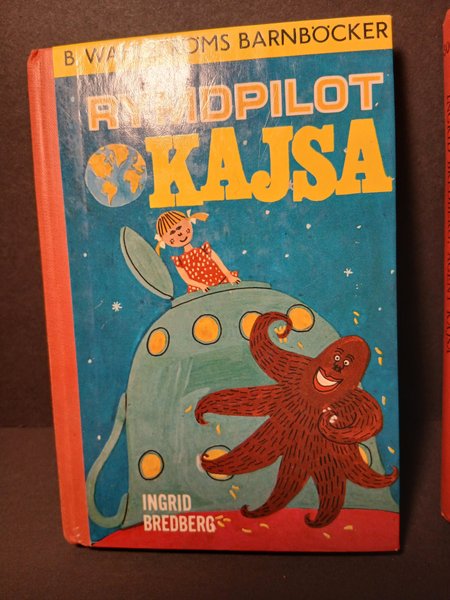 B. WAHLSTRÖMS BARNBÖCKER
RYMDPILOT
KAJSA
INGRID
BREDBERG